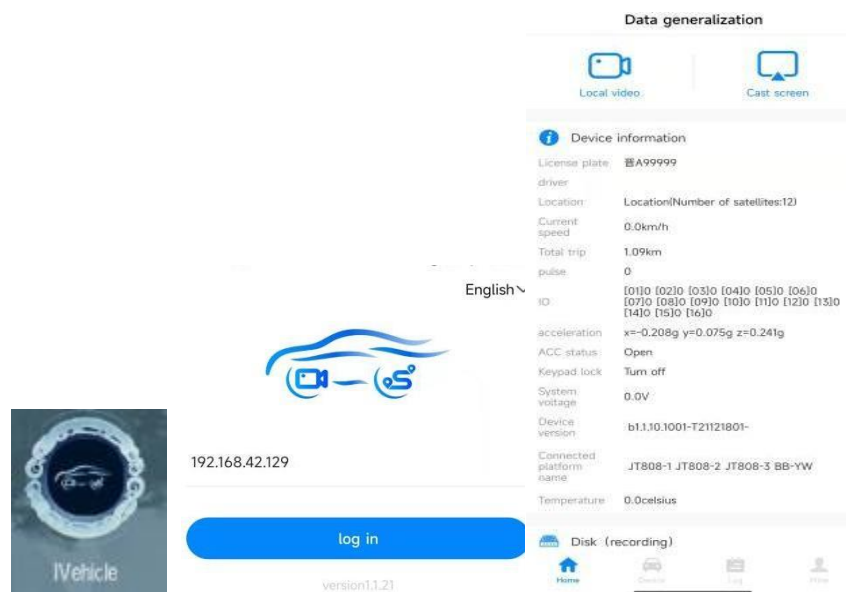 IVehicle
English
192.168.42.129
log in
version1.1.21
Data generalization
Local video
Cast screen
Device information
License plate 晋A99999
driver
Location Location(Number of satellites:12)
Current speed 0.0km/h
Total trip 1.09km
pulse 0
IO [01]0 [02]0 [03]0 [04]0 [05]0 [06]0
[07]0 [08]0 [09]0 [10]0 [11]0 [12]0 [13]0
[14]0 [15]0 [16]0
acceleration x=-0.208g y=0.075g z=0.241g
ACC status Open
Keypad lock Turn off
System voltage 0.0V
Device version b1.1.10.1001-T21121801-
Connected platform name JT808-1 JT808-2 JT808-3 BB-YW
Temperature 0.0celsius
Disk (recording)
Home
Device
Log
Mine